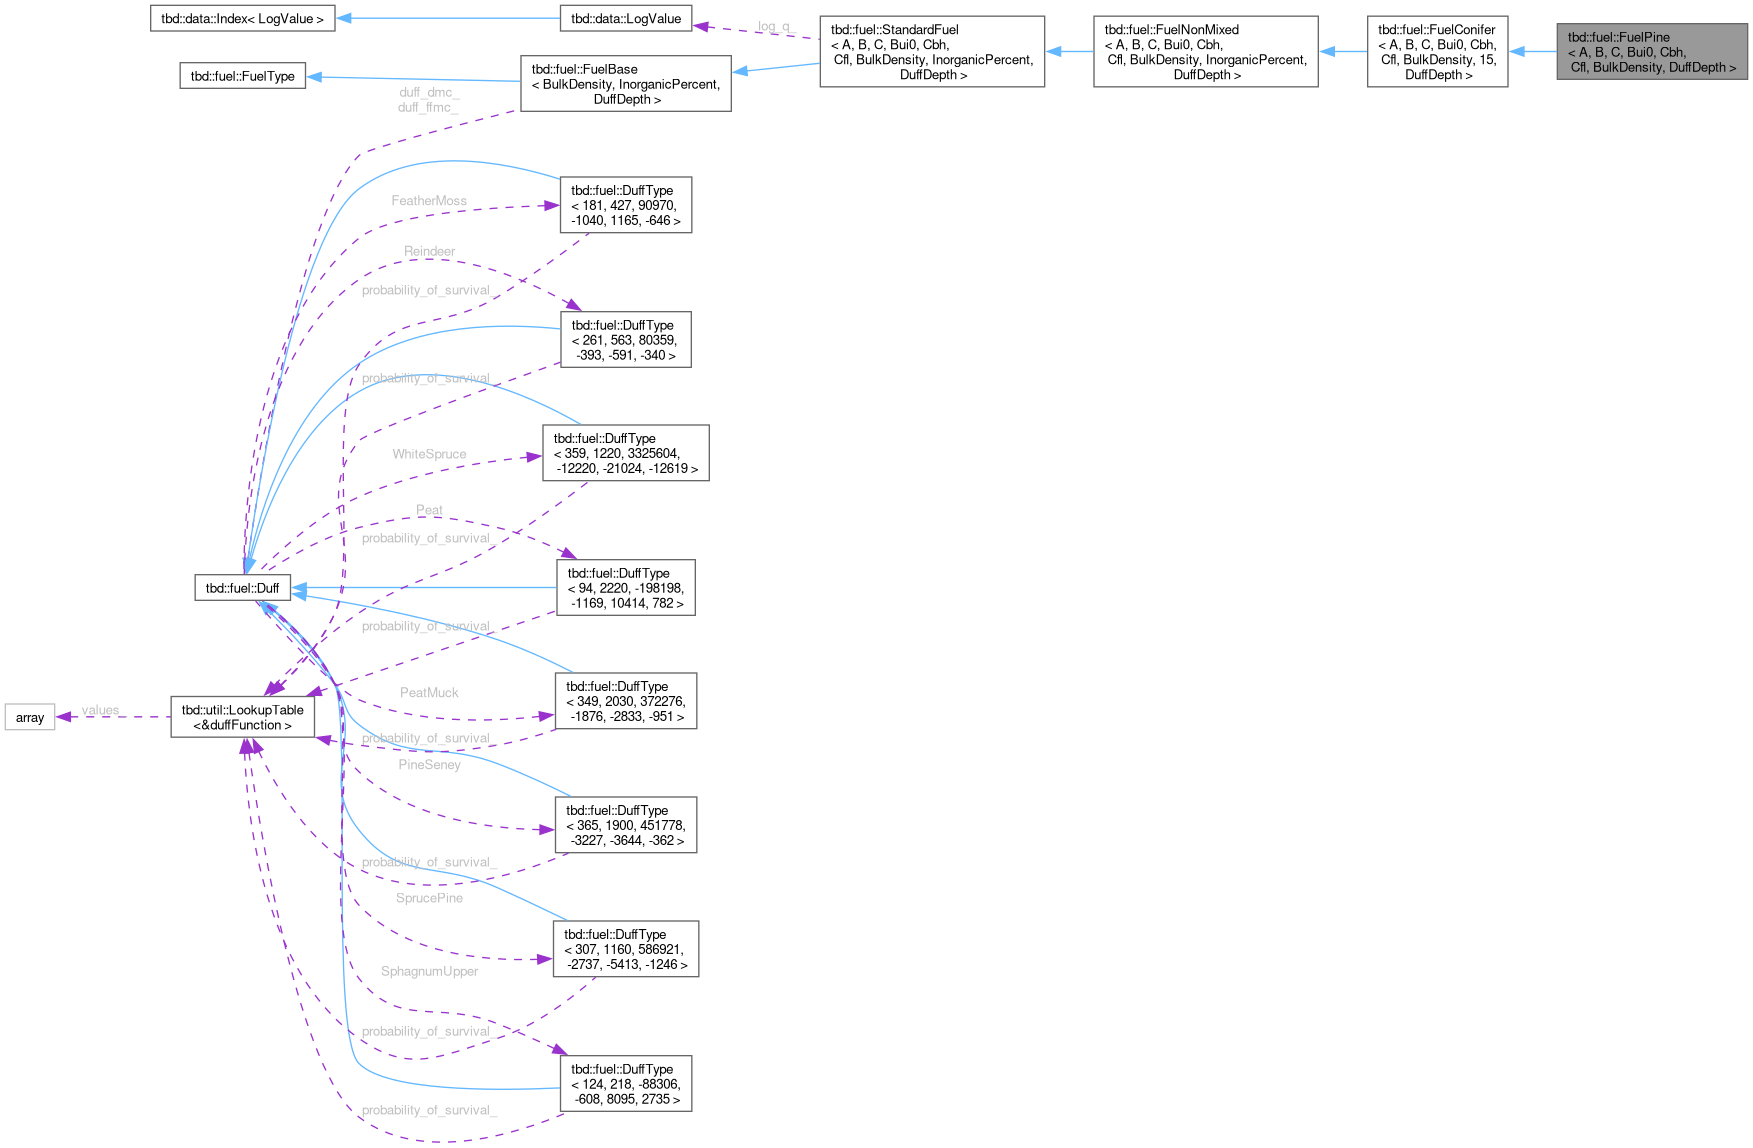 tbd::data::Index< LogValue >
tbd::data::LogValue
log_q_
tbd::fuel::StandardFuel
< A, B, C, Bui0, Cbh,
Cfl, BulkDensity, InorganicPercent,
DuffDepth >
tbd::fuel::FuelNonMixed
< A, B, C, Bui0, Cbh,
Cfl, BulkDensity, InorganicPercent,
DuffDepth >
tbd::fuel::FuelConifer
< A, B, C, Bui0, Cbh,
Cfl, BulkDensity, 15,
DuffDepth >
tbd::fuel::FuelPine
< A, B, C, Bui0, Cbh,
Cfl, BulkDensity, DuffDepth >
tbd::fuel::FuelType
tbd::fuel::FuelBase
< BulkDensity, InorganicPercent,
DuffDepth >
duff_dmc_
duff_ffmc_
FeatherMoss
tbd::fuel::DuffType
< 181, 427, 90970,
-1040, 1165, -646 >
Reindeer
probability_of_survival_
tbd::fuel::DuffType
< 261, 563, 80359,
-393, -591, -340 >
probability_of_survival_
WhiteSpruce
tbd::fuel::DuffType
< 359, 1220, 3325604,
-12220, -21024, -12619 >
Peat
probability_of_survival_
tbd::fuel::Duff
tbd::fuel::DuffType
< 94, 2220, -198198,
-1169, 10414, 782 >
probability_of_survival_
PeatMuck
tbd::fuel::DuffType
< 349, 2030, 372276,
-1876, -2833, -951 >
array
values
tbd::util::LookupTable
<&duffFunction >
probability_of_survival_
PineSeney
tbd::fuel::DuffType
< 365, 1900, 451778,
-3227, -3644, -362 >
probability_of_survival_
SprucePine
tbd::fuel::DuffType
< 307, 1160, 586921,
-2737, -5413, -1246 >
SphagnumUpper
probability_of_survival_
tbd::fuel::DuffType
< 124, 218, -88306,
-608, 8095, 2735 >
probability_of_survival_